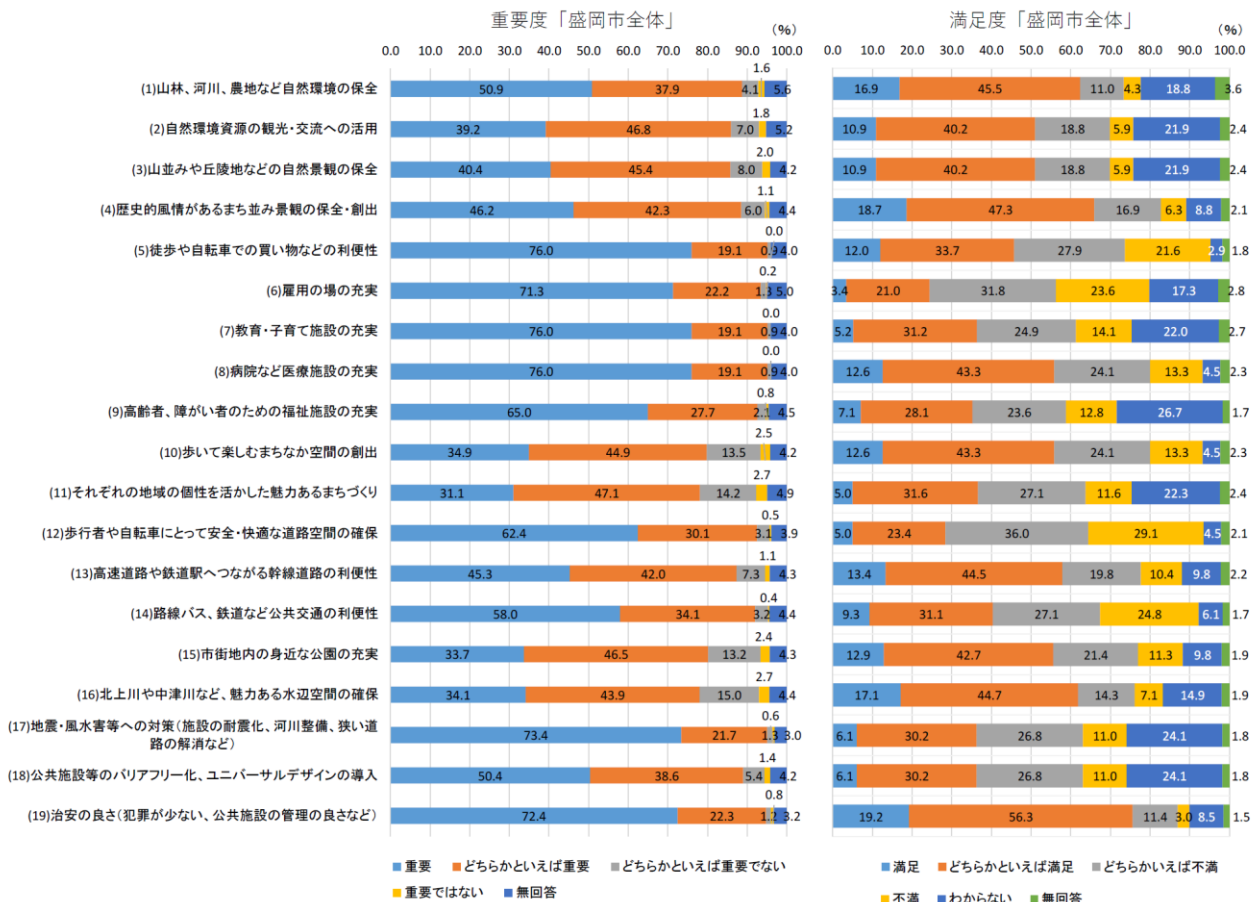 重要度「盛岡市全体」 満足度「盛岡市全体」
(%) (%)
0.0 10.0 20.0 30.0 40.0 50.0 60.0 70.0 80.0 90.0 100.0 0.0 10.0 20.0 30.0 40.0 50.0 60.0 70.0 80.0 90.0 100.0
1.6
(1)山林、河川、農地など自然環境の保全 50.9 37.9 4.1 5.6 16.9 45.5 11.0 4.3 18.8 3.6
1.8
(2)自然環境資源の観光・交流への活用 39.2 46.8 7.0 5.2 10.9 40.2 18.8 5.9 21.9 2.4
2.0
(3)山並みや丘陵地などの自然景観の保全 40.4 45.4 8.0 4.2 10.9 40.2 18.8 5.9 21.9 2.4
1.1
(4)歴史的風情があるまち並み景観の保全・創出 46.2 42.3 6.0 4.4 18.7 47.3 16.9 6.3 8.8 2.1
0.0
(5)徒歩や自転車での買い物などの利便性 76.0 19.1 0.9 4.0 12.0 33.7 27.9 21.6 2.9 1.8
0.2
(6)雇用の場の充実 71.3 22.2 1.3 5.0 3.4 21.0 31.8 23.6 17.3 2.8
0.0
(7)教育・子育て施設の充実 76.0 19.1 0.9 4.0 5.2 31.2 24.9 14.1 22.0 2.7
0.0
(8)病院など医療施設の充実 76.0 19.1 0.9 4.0 12.6 43.3 24.1 13.3 4.5 2.3
0.8
(9)高齢者、障がい者のための福祉施設の充実 65.0 27.7 2.1 4.5 7.1 28.1 23.6 12.8 26.7 1.7
2.5
(10)歩いて楽しむまちなか空間の創出 34.9 44.9 13.5 4.2 12.6 43.3 24.1 13.3 4.5 2.3
2.7
(11)それぞれの地域の個性を活かした魅力あるまちづくり 31.1 47.1 14.2 4.9 5.0 31.6 27.1 11.6 22.3 2.4
0.5
(12)歩行者や自転車にとって安全・快適な道路空間の確保 62.4 30.1 3.1 3.9 5.0 23.4 36.0 29.1 4.5 2.1
1.1
(13)高速道路や鉄道駅へつながる幹線道路の利便性 45.3 42.0 7.3 4.3 13.4 44.5 19.8 10.4 9.8 2.2
0.4
(14)路線バス、鉄道など公共交通の利便性 58.0 34.1 3.2 4.4 9.3 31.1 27.1 24.8 6.1 1.7
2.4
(15)市街地内の身近な公園の充実 33.7 46.5 13.2 4.3 12.9 42.7 21.4 11.3 9.8 1.9
2.7
(16)北上川や中津川など、魅力ある水辺空間の確保 34.1 43.9 15.0 4.4 17.1 44.7 14.3 7.1 14.9 1.9
0.6
(17)地震・風水害等への対策(施設の耐震化、河川整備、狭い道
路の解消など) 73.4 21.7 1.3 3.0 6.1 30.2 26.8 11.0 24.1 1.8
1.4
(18)公共施設等のバリアフリー化、ユニバーサルデザインの導入 50.4 38.6 5.4 4.2 6.1 30.2 26.8 11.0 24.1 1.8
0.8
(19)治安の良さ(犯罪が少ない、公共施設の管理の良さなど) 72.4 22.3 1.2 3.2 19.2 56.3 11.4 3.0 8.5 1.5
重要 どちらかといえば重要 どちらかといえば重要でない 満足 どちらかといえば満足 どちらかいえば不満
重要ではない 無回答 不満 わからない 無回答